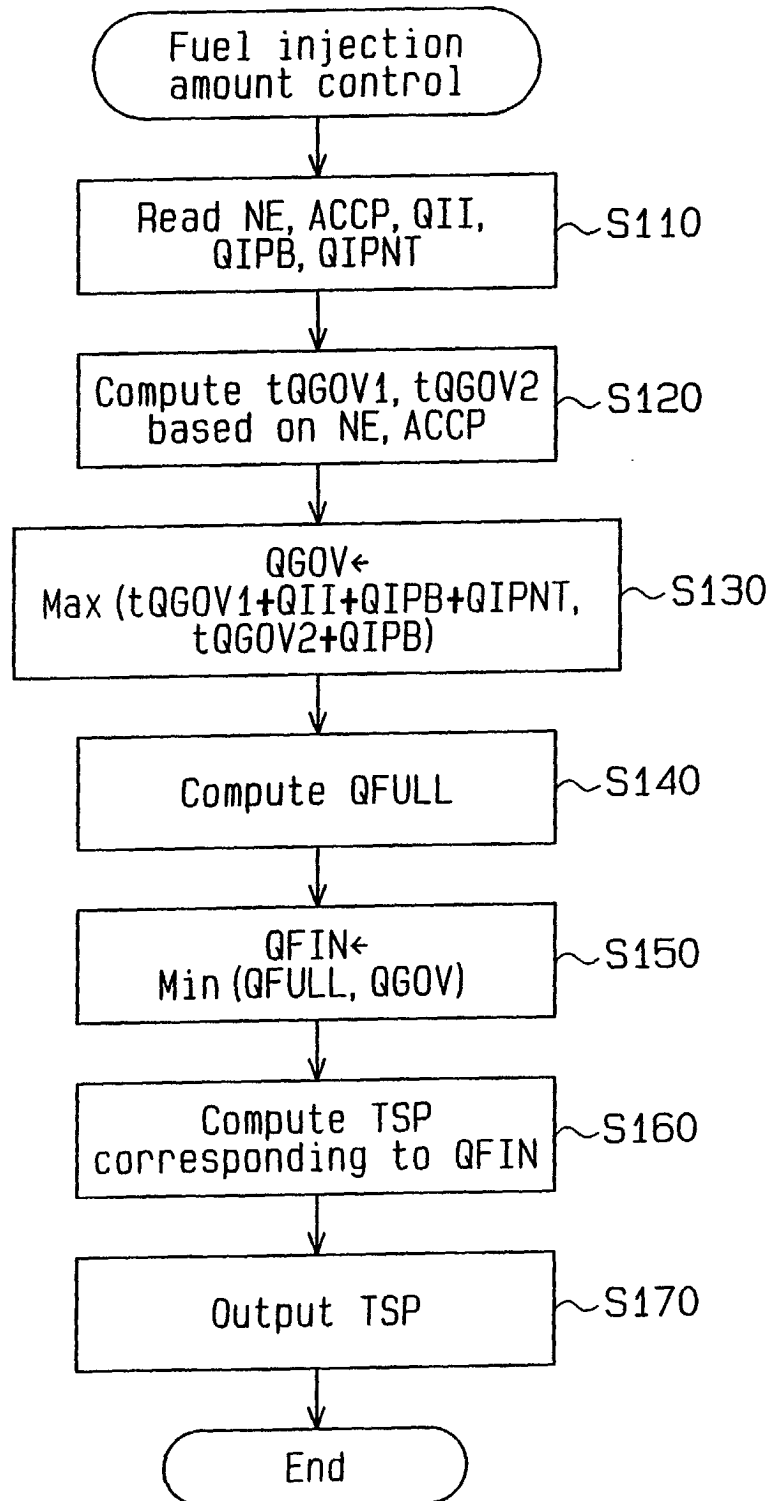 Fuel injection
amount control
Read NE, ACCP, QII,
QIPB, QIPNT
S110
Compute tQGOV1, tQGOV2
based on NE, ACCP
S120
QGOV←
Max (tQGOV1+QII+QIPB+QIPNT,
tQGOV2+QIPB)
S130
Compute QFULL
S140
QFIN←
Min (QFULL, QGOV)
S150
Compute TSP
corresponding to QFIN
S160
Output TSP
S170
End